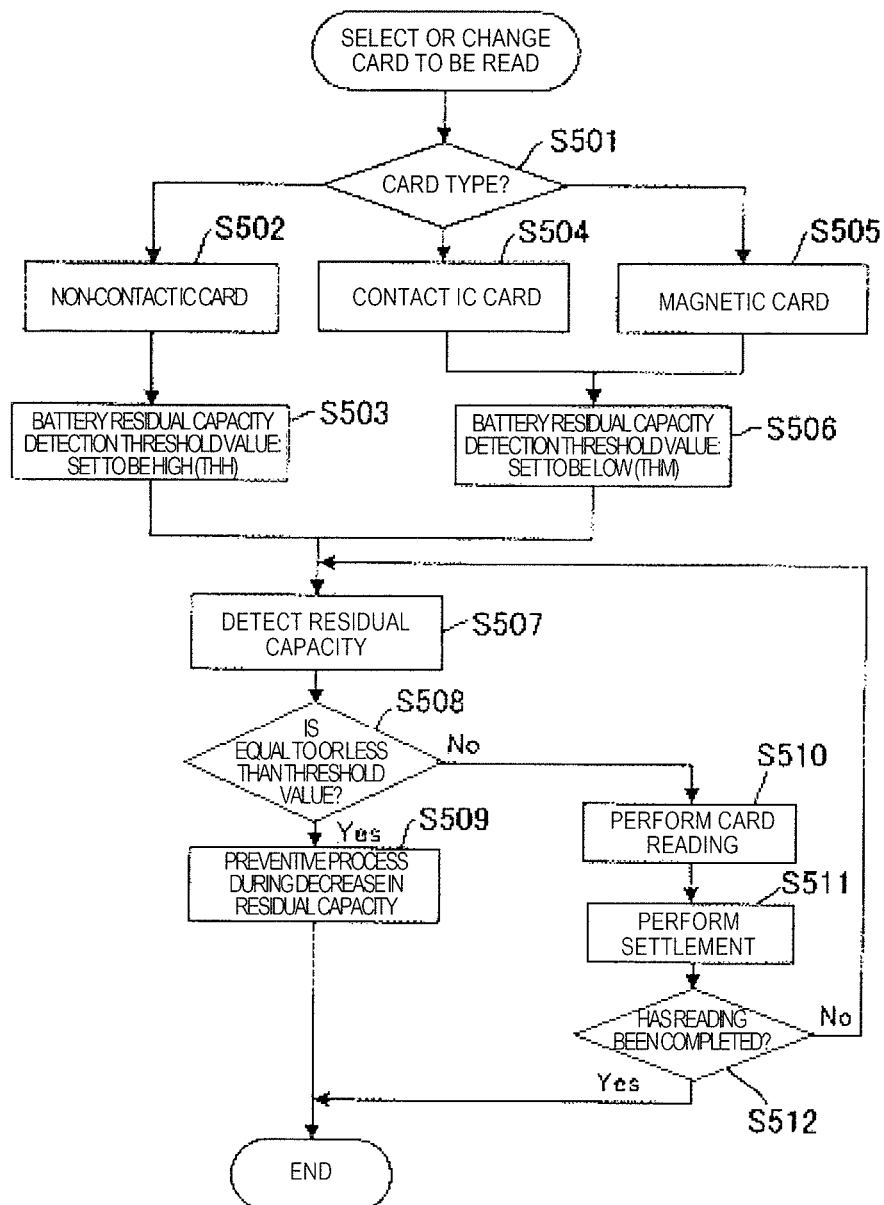 SELECT OR CHANGE
CARD TO BE READ
S501
CARD TYPE?
S502
S504
S505
NON-CONTACT IC CARD
CONTACT IC CARD
MAGNETIC CARD
BATTERY RESIDUAL CAPACITY
DETECTION THRESHOLD VALUE:
SET TO BE HIGH (THH)
S503
BATTERY RESIDUAL CAPACITY
DETECTION THRESHOLD VALUE:
SET TO BE LOW (THM)
S506
DETECT RESIDUAL
CAPACITY
S507
S508
IS
EQUAL TO OR LESS
THAN THRESHOLD
VALUE?
No
Yes
S509
PREVENTIVE PROCESS
DURING DECREASE IN
RESIDUAL CAPACITY
S510
PERFORM CARD
READING
S511
PERFORM
SETTLEMENT
HAS READING
BEEN COMPLETED?
No
Yes
S512
END